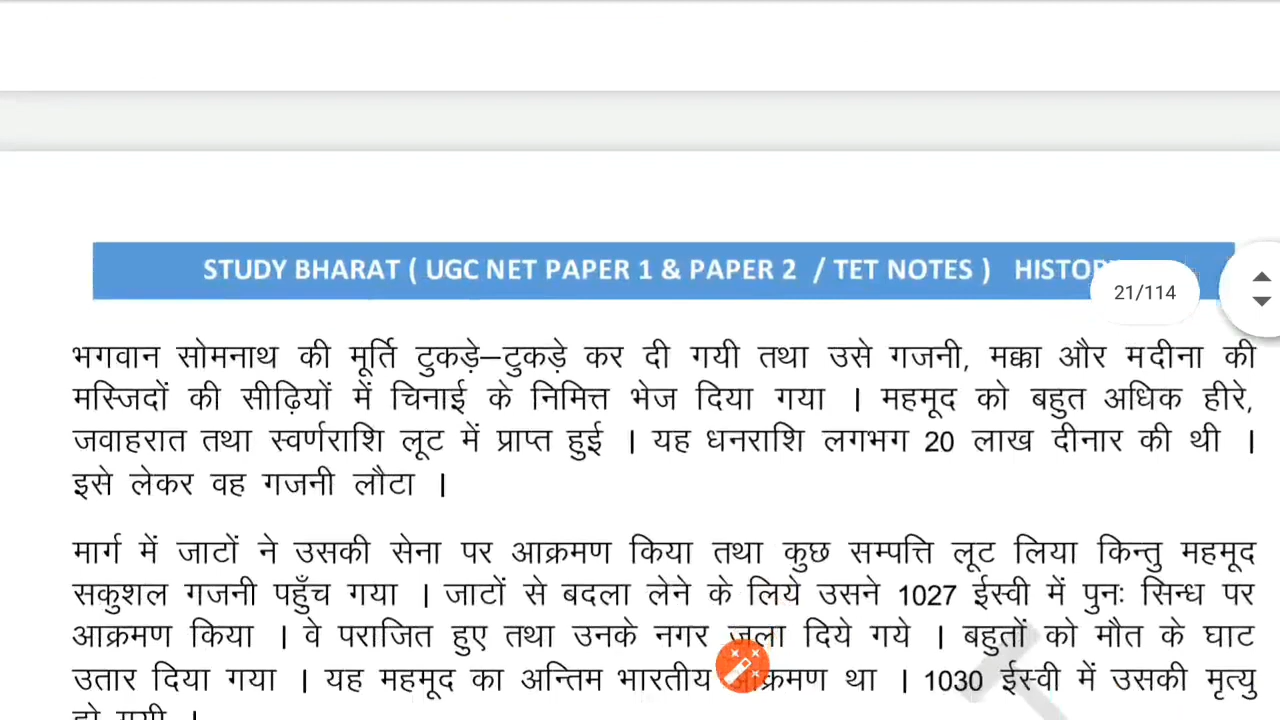 STUDY BHARAT ( UGC NET PAPER 1 & PAPER 2 / TET NOTES ) HISTOR
21/114
भगवान सोमनाथ की मूर्ति टुकड़े–टुकड़े कर दी गयी तथा उसे गजनी, मक्का और मदीना की
मस्जिदों की सीढ़ियों में चिनाई के निमित्त भेज दिया गया । महमूद को बहुत अधिक हीरे,
जवाहरात तथा स्वर्णराशि लूट में प्राप्त हुई । यह धनराशि लगभग 20 लाख दीनार की थी ।
इसे लेकर वह गजनी लौटा ।
मार्ग में जाटों ने उसकी सेना पर आक्रमण किया तथा कुछ सम्पत्ति लूट लिया किन्तु महमूद
सकुशल गजनी पहुँच गया । जाटों से बदला लेने के लिये उसने 1027 ईस्वी में पुनः सिन्ध पर
आक्रमण किया । वे पराजित हुए तथा उनके नगर जला दिये गये । बहुतों को मौत के घाट
उतार दिया गया । यह महमूद का अन्तिम भारतीय आक्रमण था । 1030 ईस्वी में उसकी मृत्यु
हो गयी ।